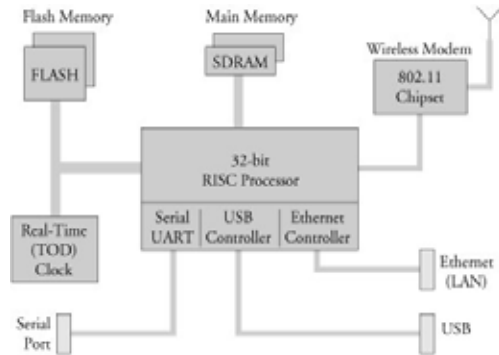 Flash Memory
FLASH
Main Memory
SDRAM
Wireless Modem
802.11
Chipset
32-bit
RISC Processor
Serial
UART
USB
Controller
Ethernet
Controller
Real-Time
(TOD)
Clock
Ethernet
(LAN)
Serial
Port
USB